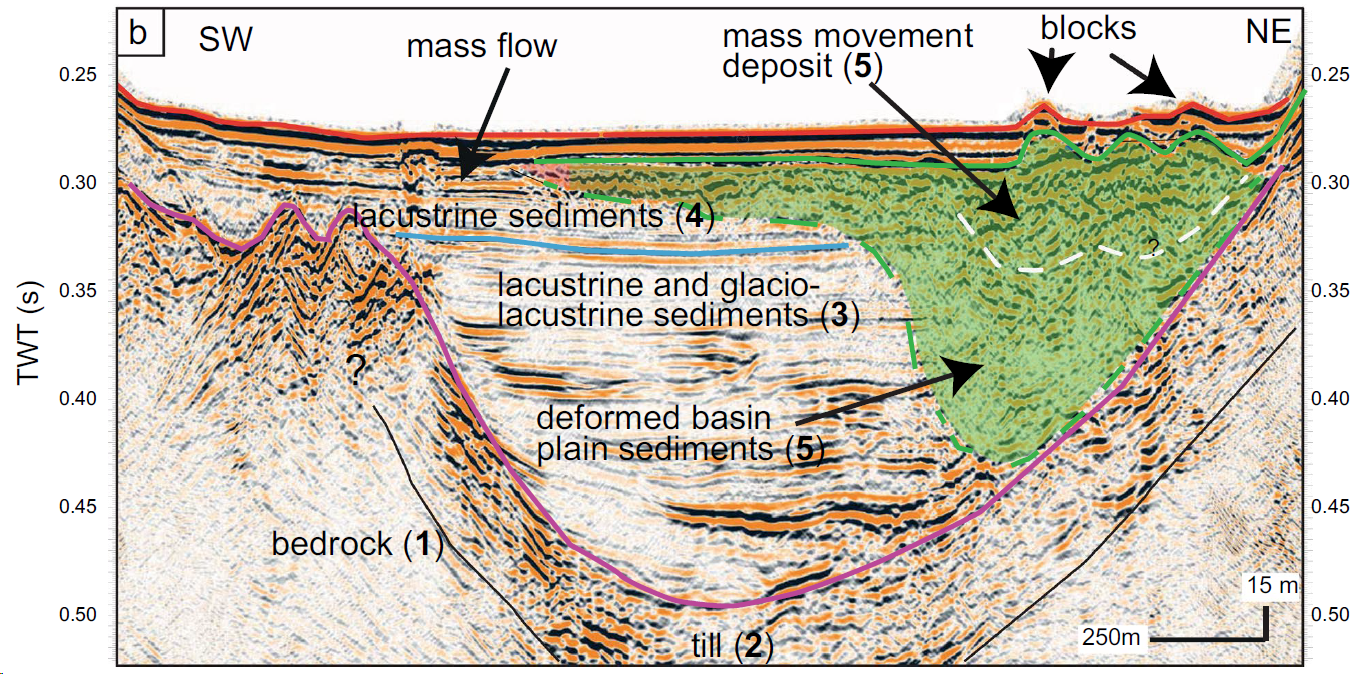 b
SW
mass flow
mass movement
deposit (5)
blocks
NE
0.25
0.30
0.35
0.40
0.45
0.50
TWT (s)
0.25
0.30
0.35
0.40
0.45
0.50
lacustrine sediments (4)
?
lacustrine and glacio-
lacustrine sediments (3)
?
deformed basin
plain sediments (5)
bedrock (1)
till (2)
15 m
250m